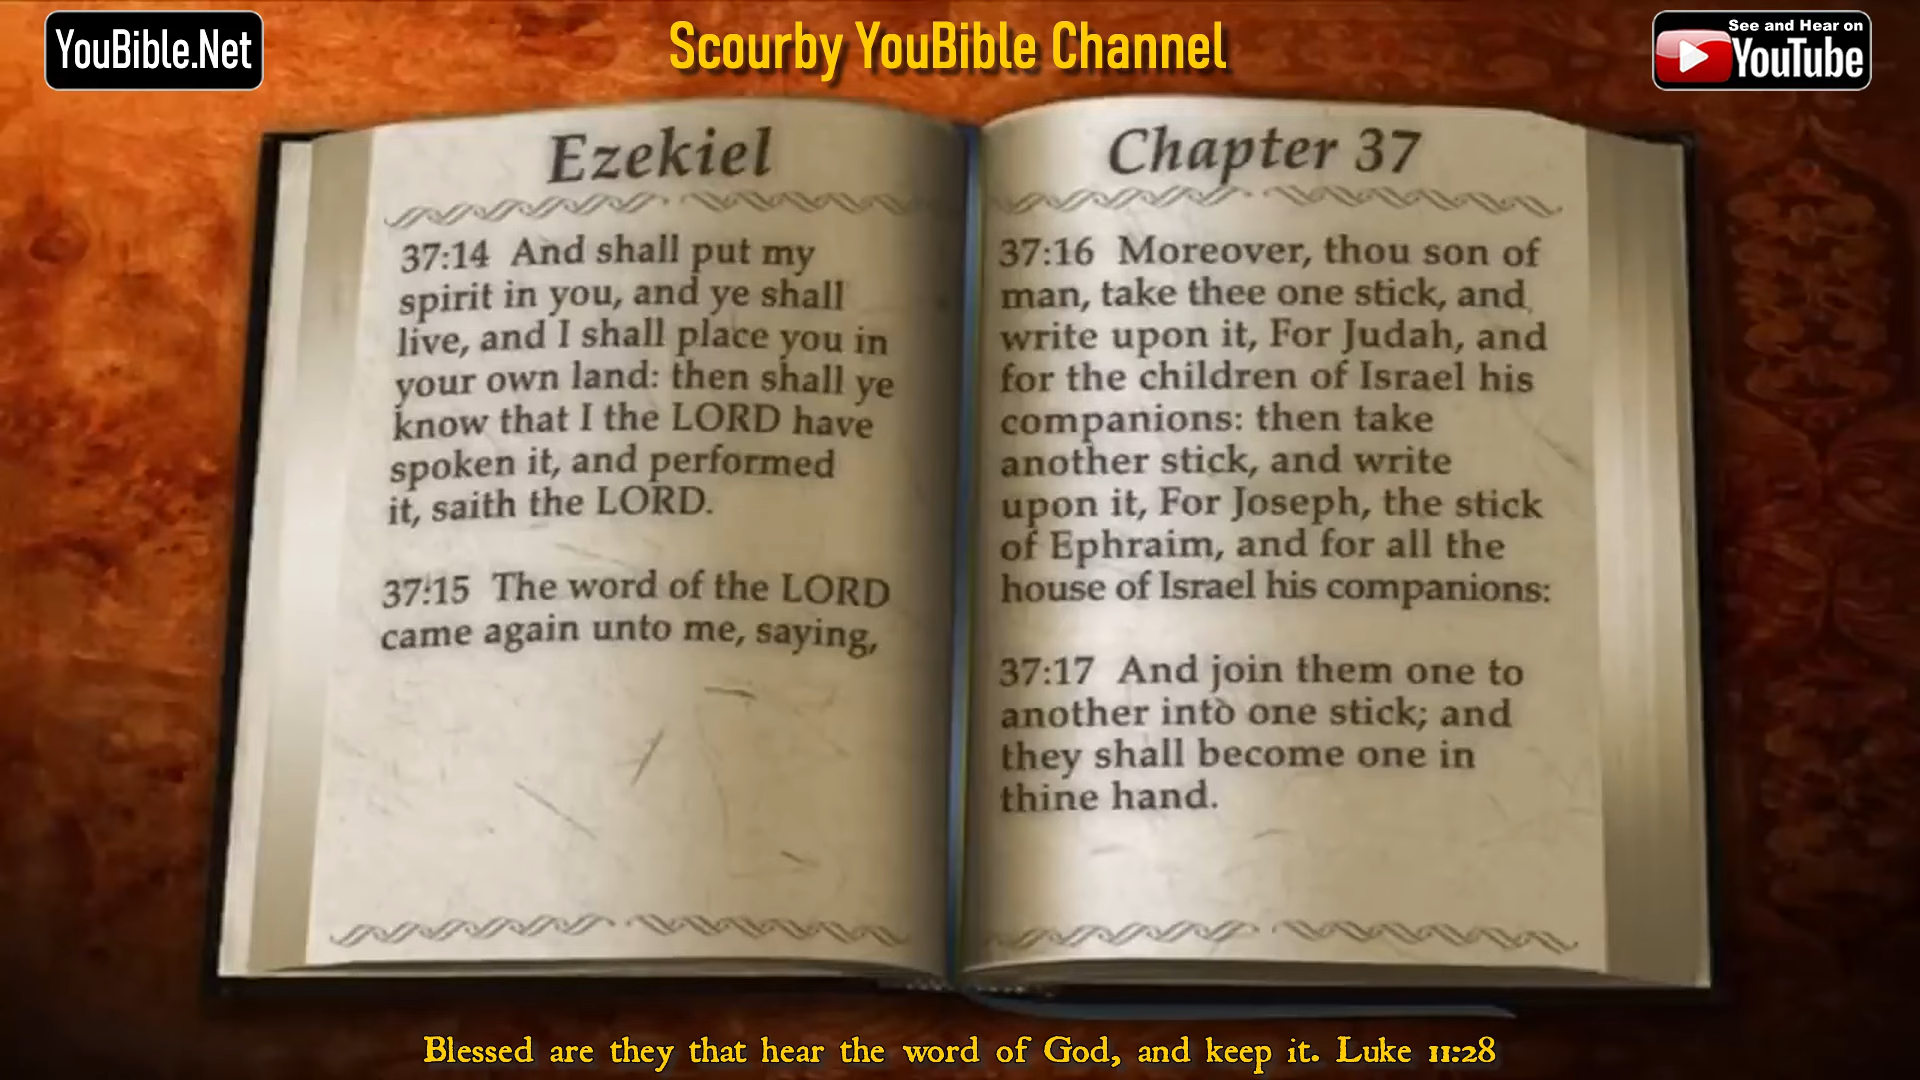 YouBible.Net
Scourby YouBible Channel
See and Hear on
YouTube
Ezekiel
37:14 And shall put my
spirit in you, and ye shall
live, and I shall place you in
your own land: then shall ye
know that I the LORD have
spoken it, and performed
it, saith the LORD.
37:15 The word of the LORD
came again unto me, saying,
Chapter 37
37:16 Moreover, thou son of
man, take thee one stick, and
write upon it, For Judah, and
for the children of Israel his
companions: then take
another stick, and write
upon it, For Joseph, the stick
of Ephraim, and for all the
house of Israel his companions:
37:17 And join them one to
another into one stick; and
they shall become one in
thine hand.
Blessed are they that hear the word of God, and keep it. Luke 11:28